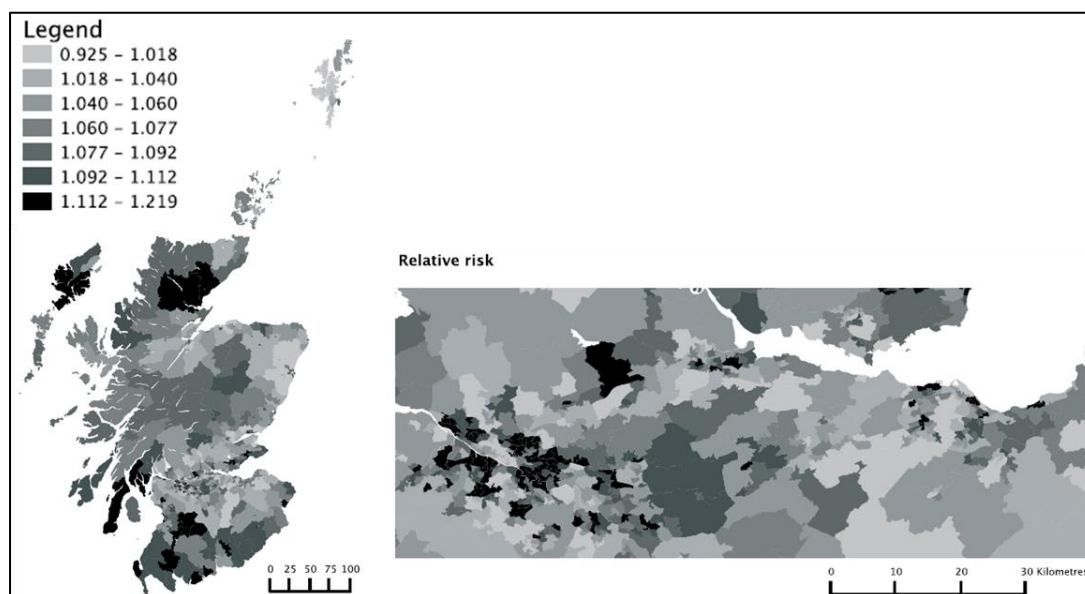 Legend
0.925 – 1.018
1.018 – 1.040
1.040 – 1.060
1.060 – 1.077
1.077 – 1.092
1.092 – 1.112
1.112 – 1.219
Relative risk
0 25 50 75 100
0 10 20 30 Kilometres